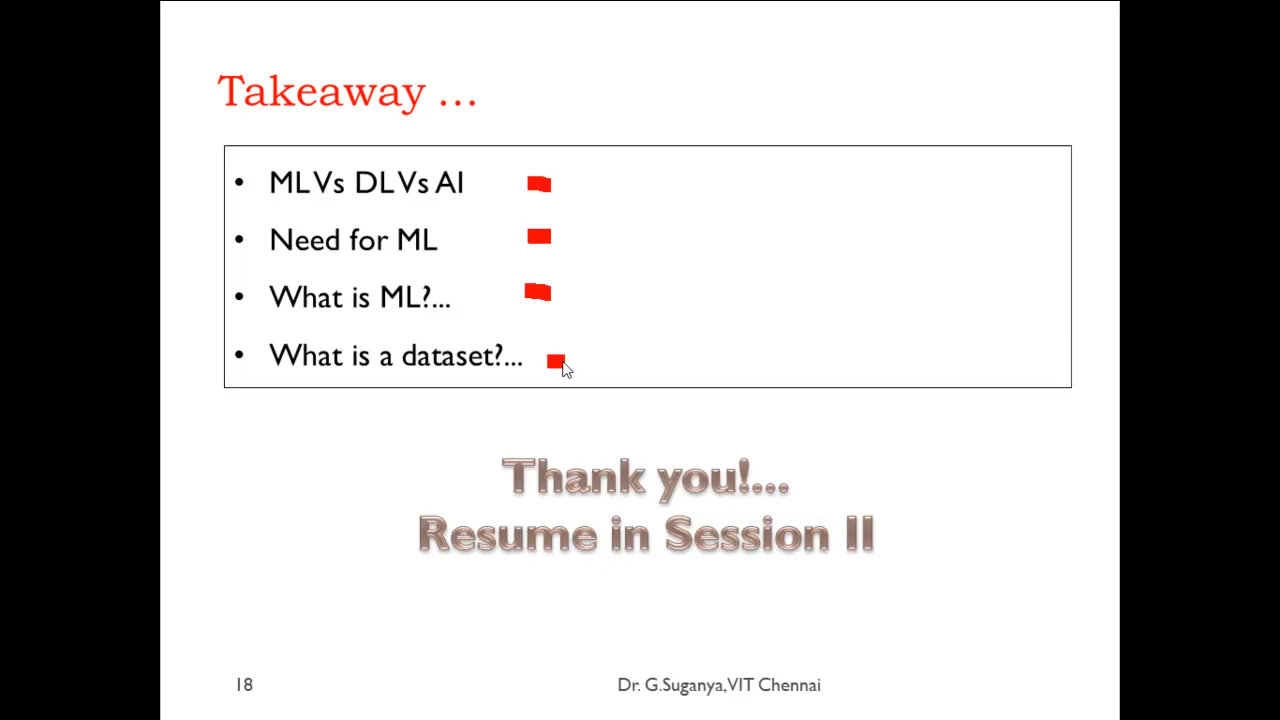 Takeaway ...
• ML Vs DL Vs AI
• Need for ML
• What is ML?...
• What is a dataset?...
Thank you!...
Resume in Session II
18
Dr. G.Suganya,VIT Chennai